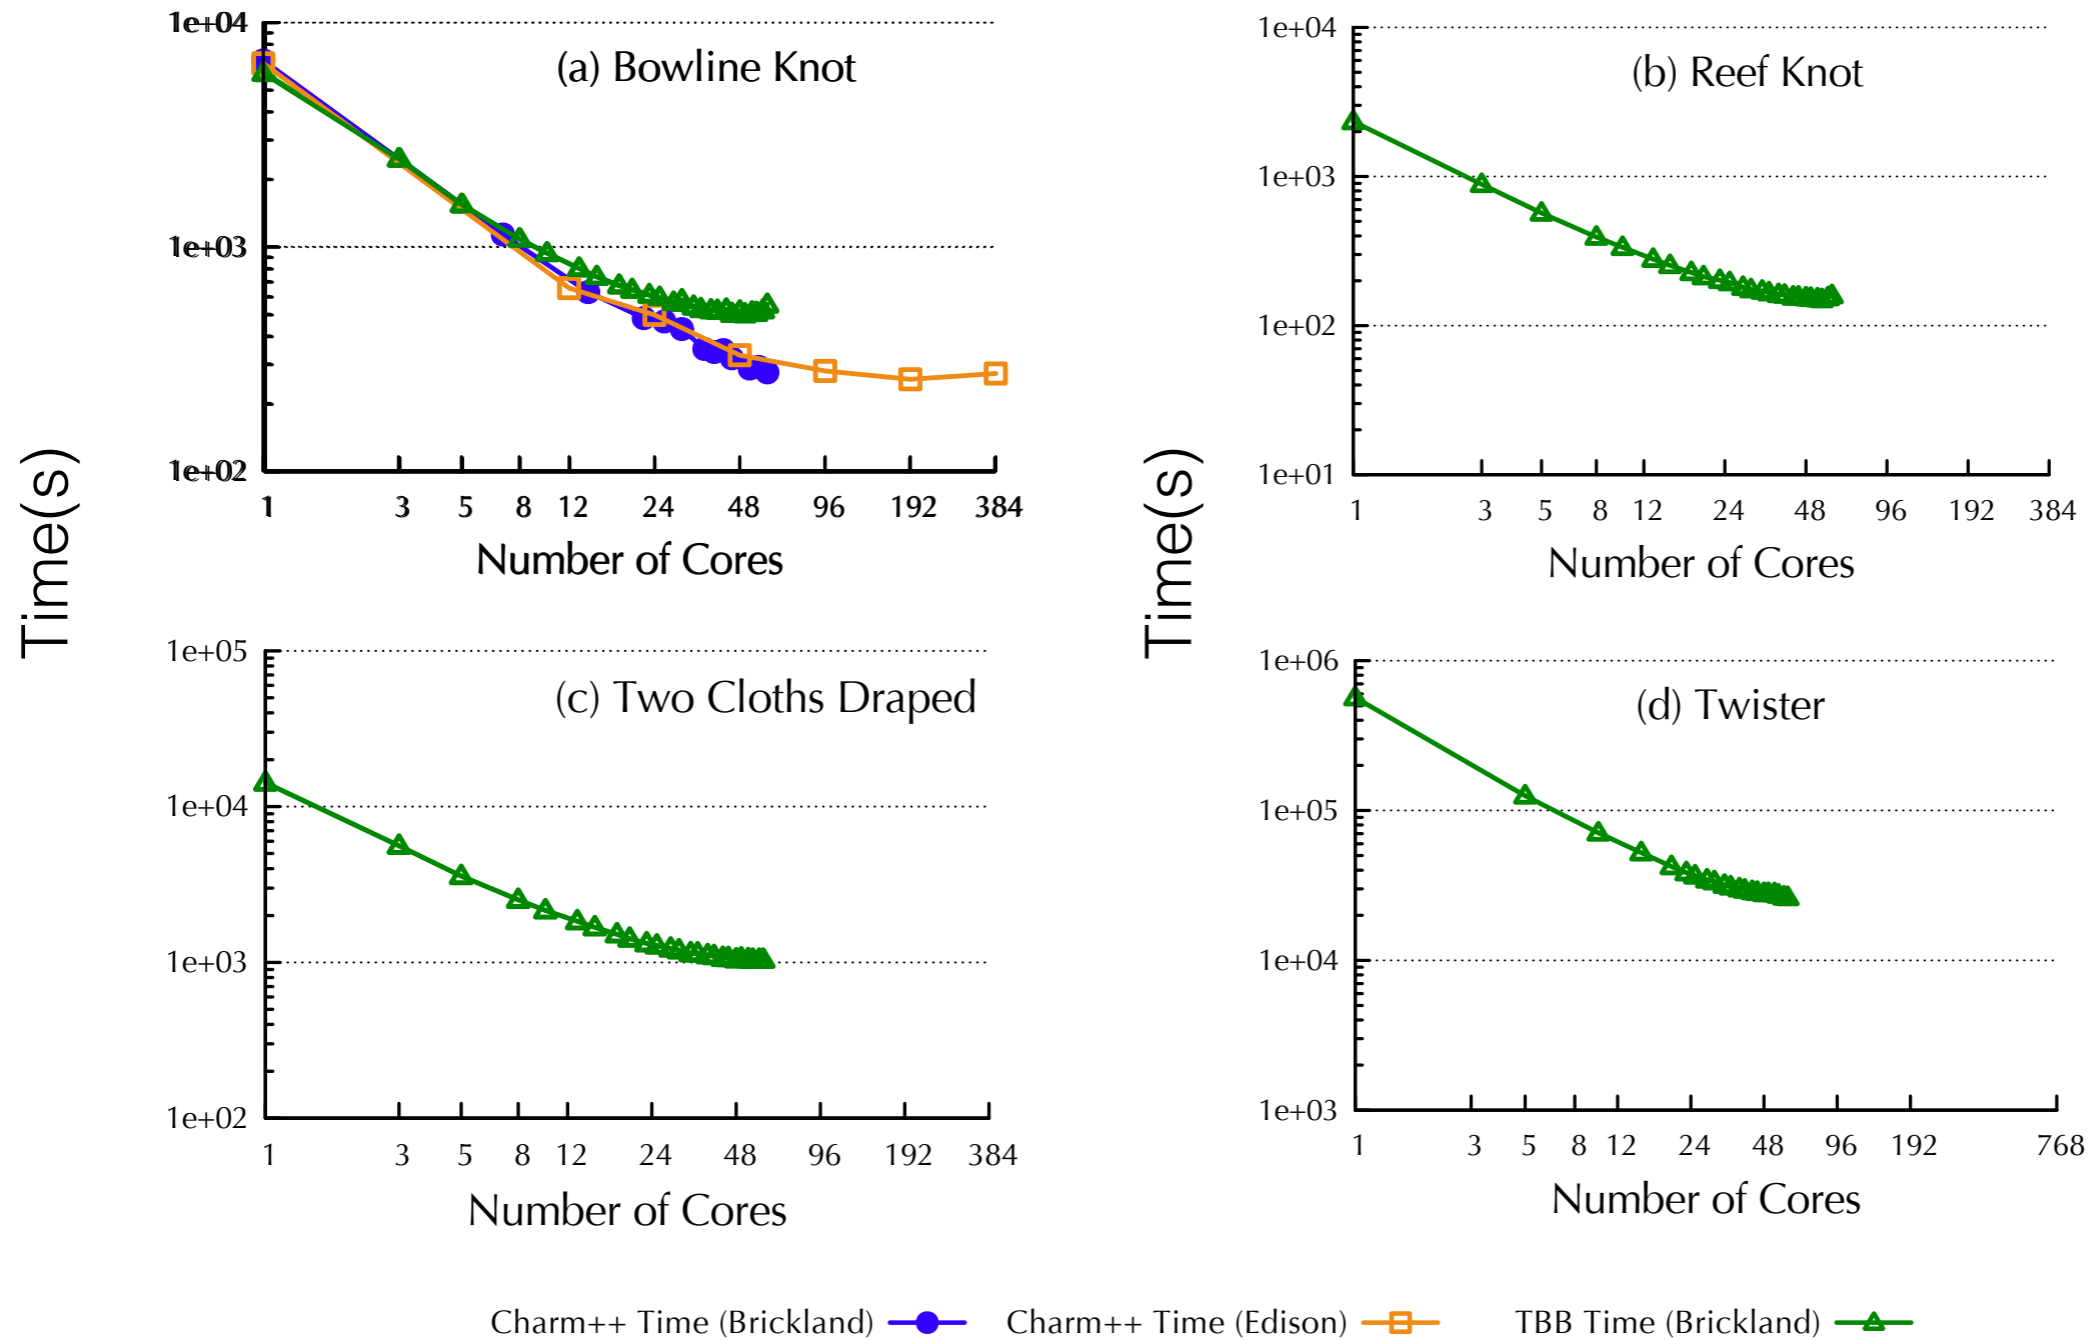 (a) Bowline Knot
1e+04
1e+03
1e+02
1 3 5 8 12 24 48 96 192 384
Number of Cores
Time(s)
(b) Reef Knot
1e+04
1e+03
1e+02
1e+01
1 3 5 8 12 24 48 96 192 384
Number of Cores
Time(s)
(c) Two Cloths Draped
1e+05
1e+04
1e+03
1e+02
1 3 5 8 12 24 48 96 192 384
Number of Cores
(d) Twister
1e+06
1e+05
1e+04
1e+03
1 3 5 8 12 24 48 96 192 768
Number of Cores
Charm++ Time (Brickland) Charm++ Time (Edison) TBB Time (Brickland)